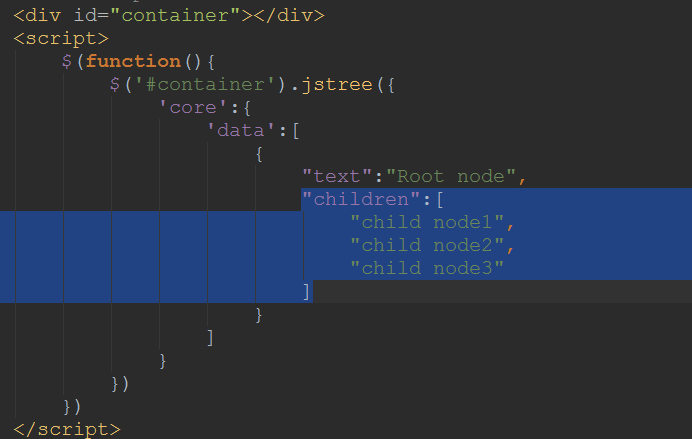 <div id="container"></div>
<script>
    $(function(){
        $('#container').jstree({
            'core':{
                'data':[
                    {
                        "text":"Root node",
                        "children":[
                            "child node1",
                            "child node2",
                            "child node3"
                        ]
                    }
                ]
            }
        })
    })
</script>